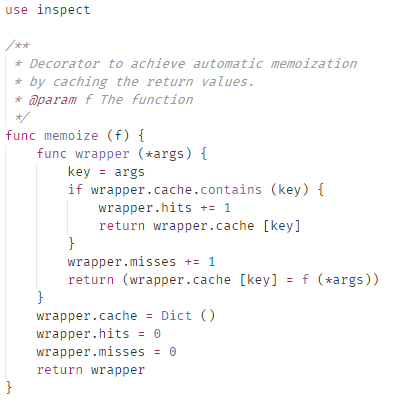 use inspect

/**
 * Decorator to achieve automatic memoization
 * by caching the return values.
 * @param f The function
 */
func memoize (f) {
    func wrapper (*args) {
        key = args
        if wrapper.cache.contains (key) {
            wrapper.hits += 1
            return wrapper.cache [key]
        }
        wrapper.misses += 1
        return (wrapper.cache [key] = f (*args))
    }
    wrapper.cache = Dict ()
    wrapper.hits = 0
    wrapper.misses = 0
    return wrapper
}